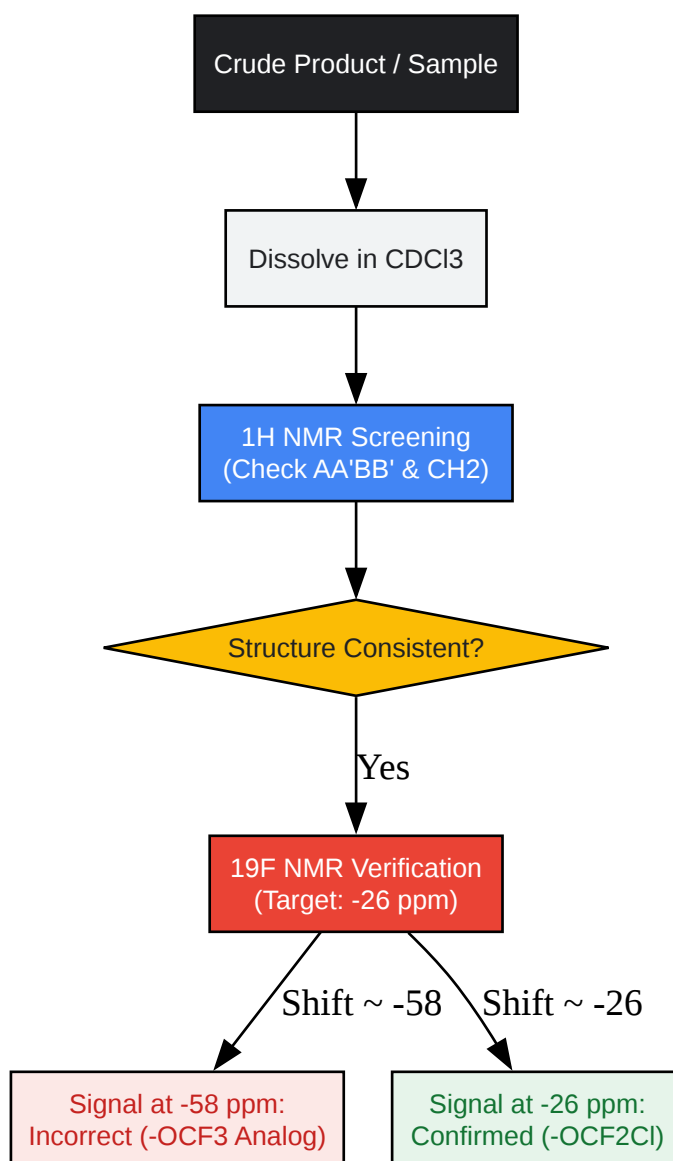 Crude Product / Sample
Dissolve in CDCl3
1H NMR Screening
(Check AA'BB' & CH2)
Structure Consistent?
Yes
19F NMR Verification
(Target: -26 ppm)
Shift ~ -58
Shift ~ -26
Signal at -58 ppm:
Incorrect (-OCF3 Analog)
Signal at -26 ppm:
Confirmed (-OCF2Cl)